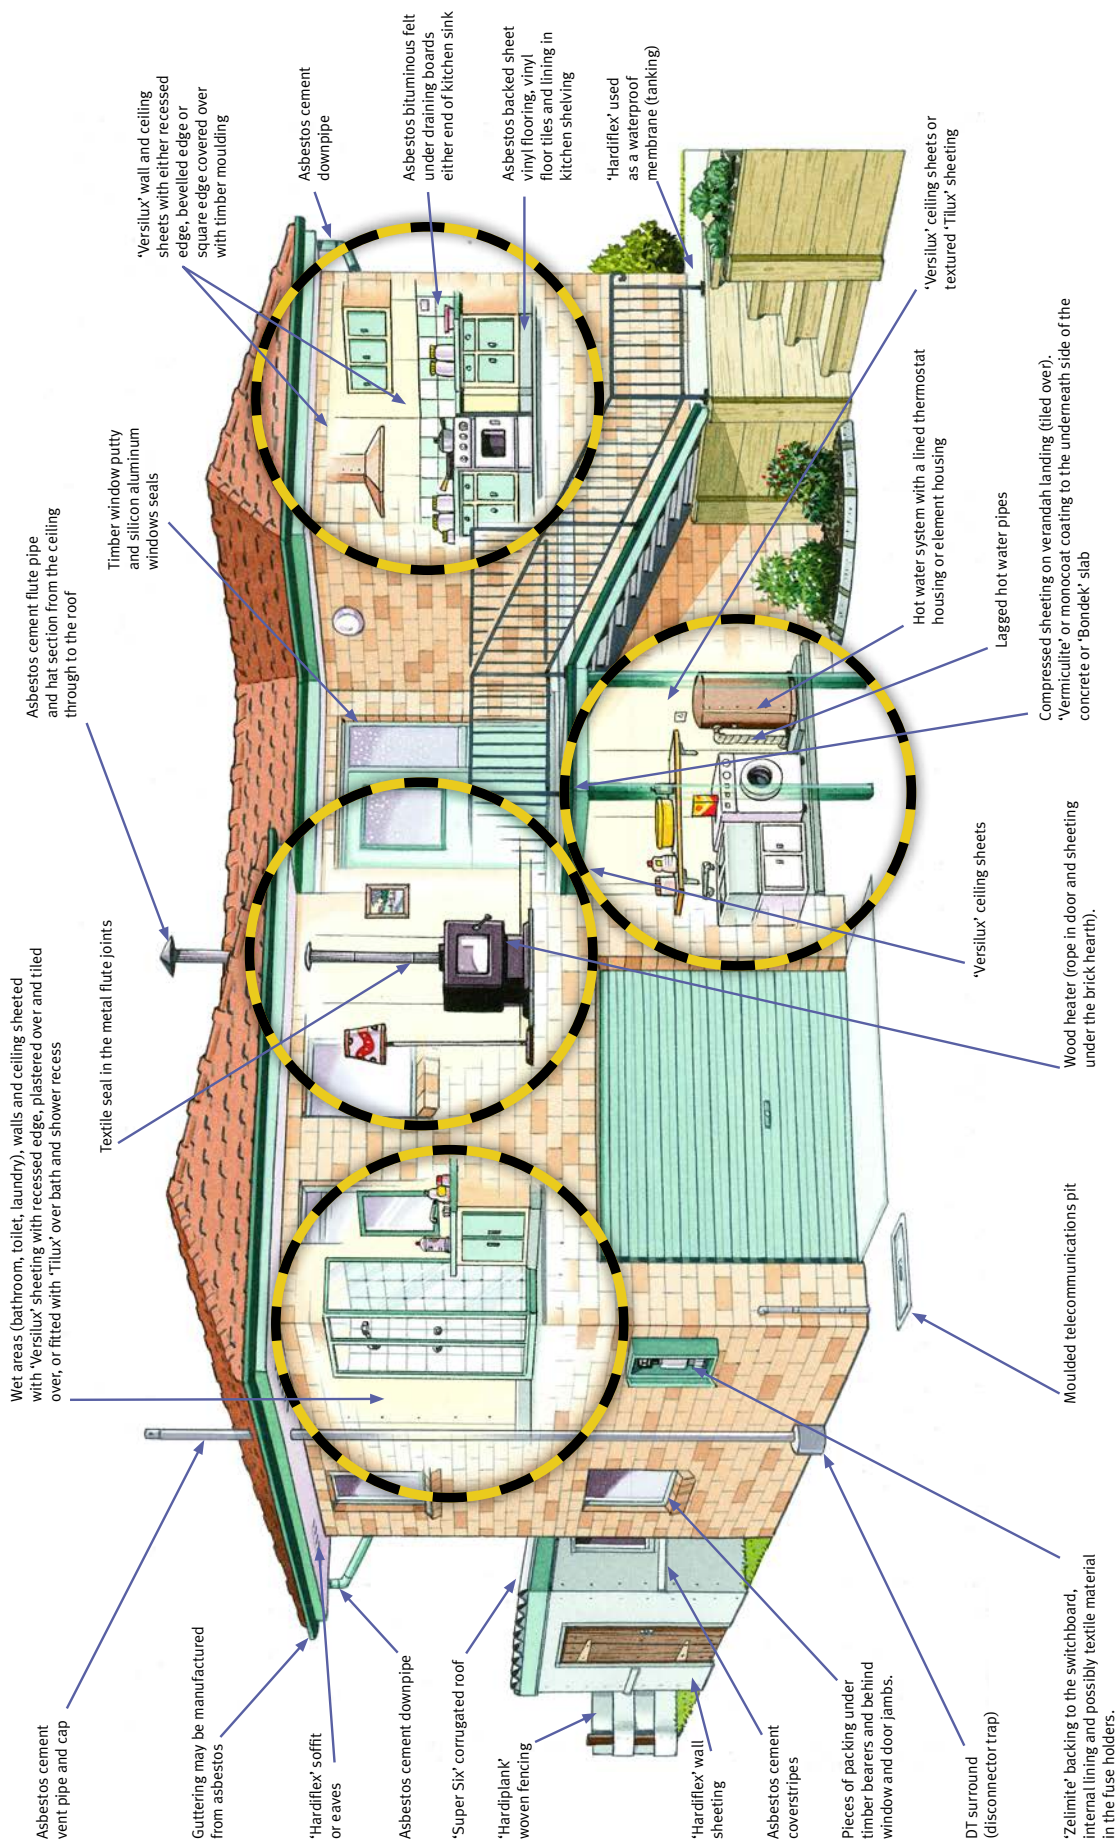 Asbestos cement
vent pipe and cap
Guttering may be manufactured
from asbestos
‘Hardiflex’ soffit
or eaves
Asbestos cement downpipe
‘Super Six’ corrugated roof
‘Hardiplank’
woven fencing
‘Hardiflex’ wall
sheeting
Asbestos cement
coverstripes
Pieces of packing under
timber bearers and behind
window and door jambs.
DT surround
(disconnector trap)
‘Zelimite’ backing to the switchboard,
internal lining and possibly textile material
in the fuse holders.
Wet areas (bathroom, toilet, laundry), walls and ceiling sheeted
with ‘Versilux’ sheeting with recessed edge, plastered over and tiled
over, or fitted with ‘Tilux’ over bath and shower recess
Textile seal in the metal flute joints
Moulded telecommunications pit
Asbestos cement flute pipe
and hat section from the ceiling
through to the roof
Timber window putty
and silicon aluminum
windows seals
Wood heater (rope in door and sheeting
under the brick hearth).
‘Versilux’ ceiling sheets
Compressed sheeting on verandah landing (tiled over).
‘Vermiculite’ or monocoat coating to the underneath side of the
concrete or ‘Bondek’ slab
Lagged hot water pipes
Hot water system with a lined thermostat
housing or element housing
‘Versilux’ ceiling sheets or
textured ‘Tilux’ sheeting
‘Versilux’ wall and ceiling
sheets with either recessed
edge, bevelled edge or
square edge covered over
with timber moulding
Asbestos cement
downpipe
Asbestos bituminous felt
under draining boards
either end of kitchen sink
Asbestos backed sheet
vinyl flooring, vinyl
floor tiles and lining in
kitchen shelving
‘Hardiflex’ used
as a waterproof
membrane (tanking)